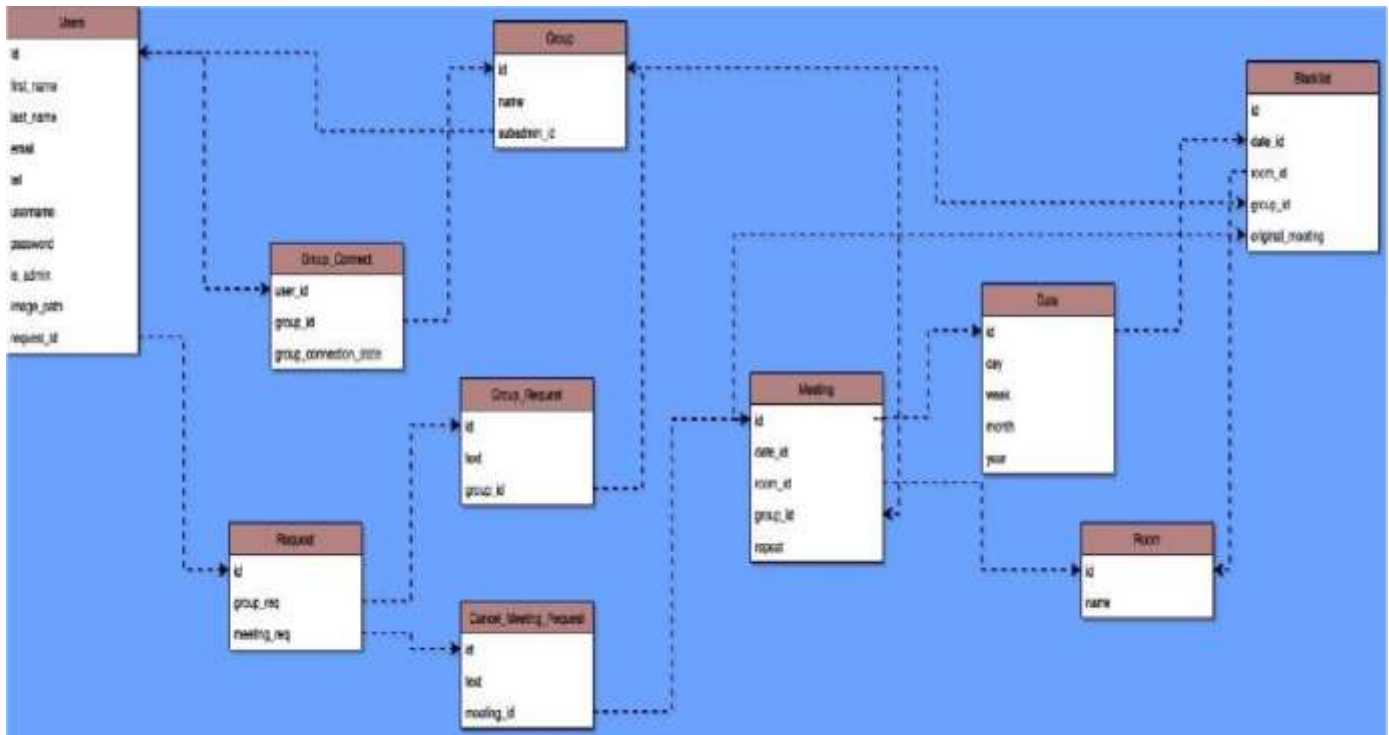 Users
id
first_name
last_name
email
tel
username
password
is_admin
image_path
request_id
Group
id
name
subadmin_id
Blacklist
id
date_id
room_id
group_id
original_meeting
Group_Connect
user_id
group_id
group_connection_state
Date
id
day
week
month
year
Group_Request
id
text
group_id
Meeting
id
date_id
room_id
group_id
repeat
Request
id
group_req
meeting_req
Room
id
name
Cancel_Meeting_Request
id
text
meeting_id